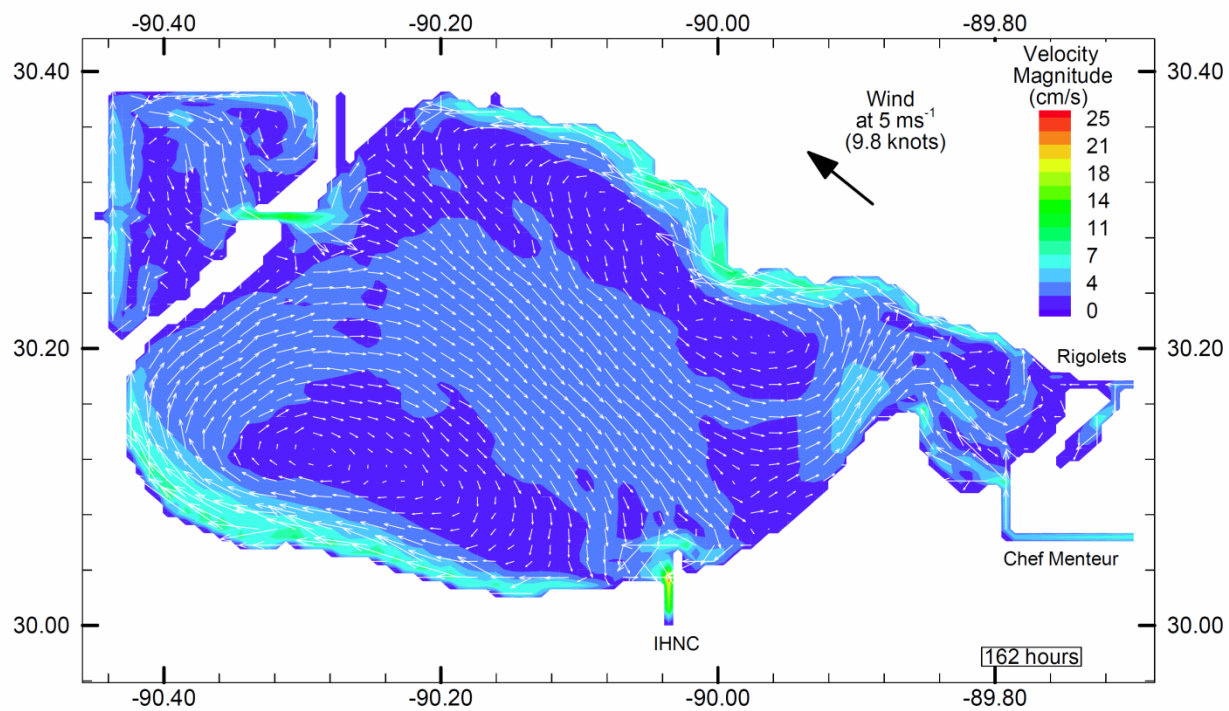 -90.40 -90.20 -90.00 -89.80
30.40 30.40
Velocity
Magnitude
(cm/s)
25
21
18
14
11
7
4
0
Wind
at 5 ms⁻¹
(9.8 knots)
30.20 30.20
Rigolets
Chef Menteur
30.00 30.00
IHNC
162 hours
-90.40 -90.20 -90.00 -89.80